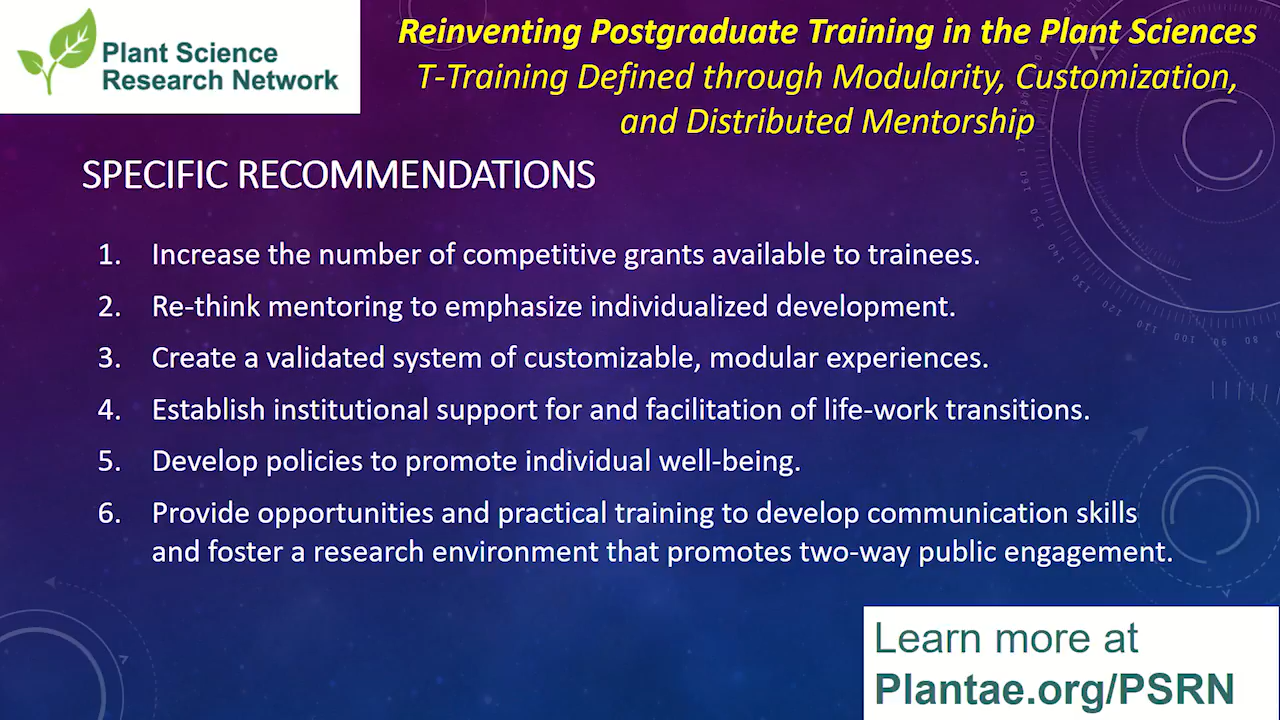 Plant Science
Research Network
Reinventing Postgraduate Training in the Plant Sciences
T-Training Defined through Modularity, Customization,
and Distributed Mentorship
SPECIFIC RECOMMENDATIONS
1. Increase the number of competitive grants available to trainees.
2. Re-think mentoring to emphasize individualized development.
3. Create a validated system of customizable, modular experiences.
4. Establish institutional support for and facilitation of life-work transitions.
5. Develop policies to promote individual well-being.
6. Provide opportunities and practical training to develop communication skills
and foster a research environment that promotes two-way public engagement.
Learn more at
Plantae.org/PSRN